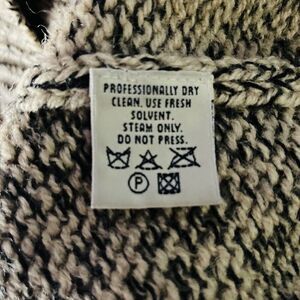 PROFESSIONALLY DRY
CLEAN. USE FRESH
SOLVENT.
STEAM ONLY.
DO NOT PRESS.
P